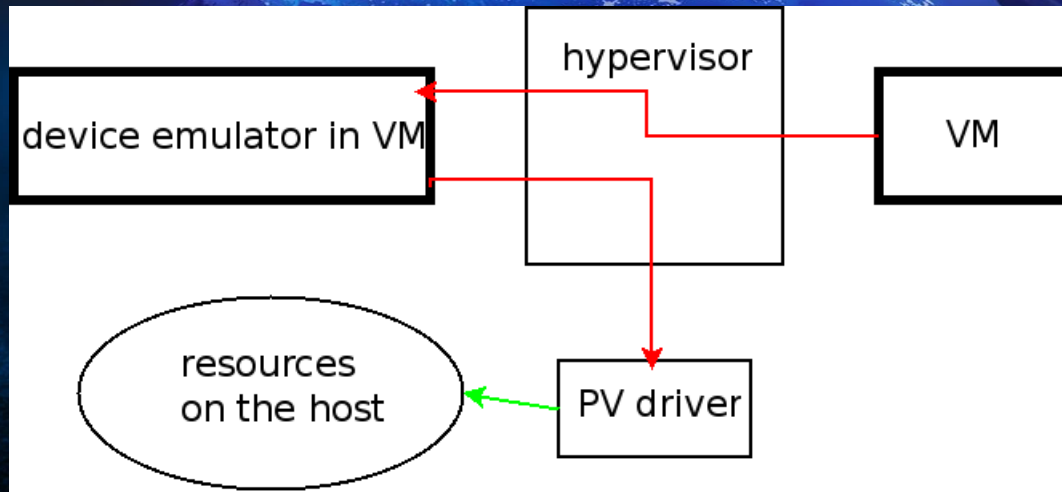 hypervisor
device emulator in VM
VM
resources
on the host
PV driver